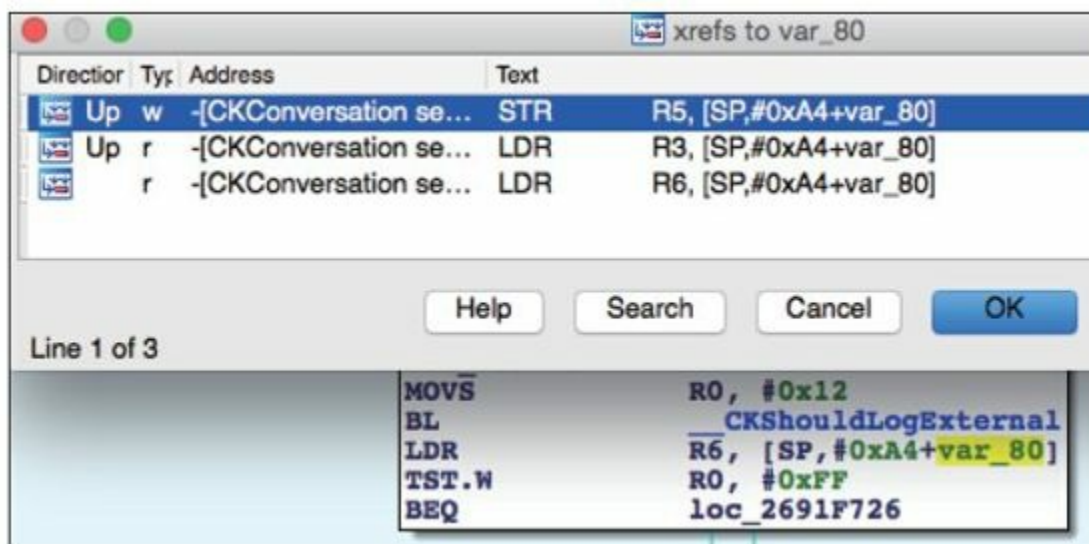 xrefs to var_80
Directior Typ Address Text
Up w -[CKConversation se... STR R5, [SP,#0xA4+var_80]
Up r -[CKConversation se... LDR R3, [SP,#0xA4+var_80]
r -[CKConversation se... LDR R6, [SP,#0xA4+var_80]
Help Search Cancel OK
Line 1 of 3
MOVS R0, #0x12
BL __CKShouldLogExternal
LDR R6, [SP,#0xA4+var_80]
TST.W R0, #0xFF
BEQ loc_2691F726